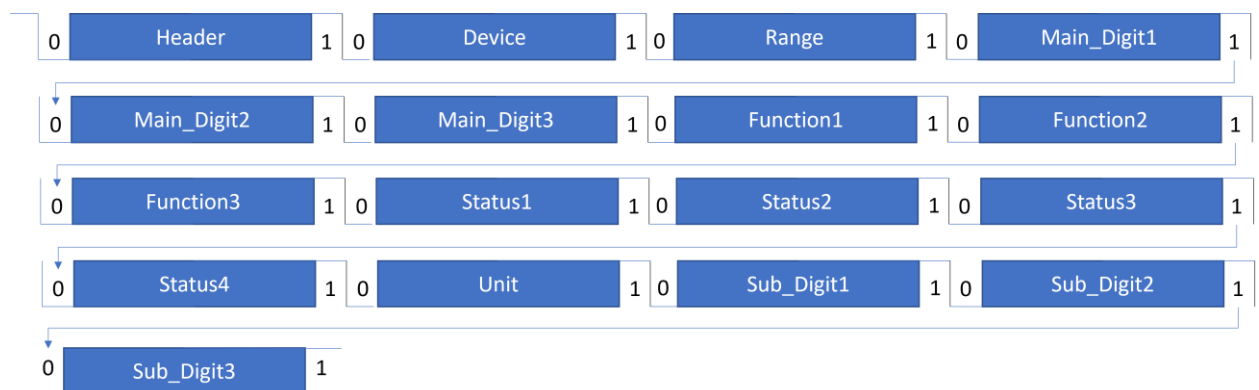 0 Header 1 0 Device 1 0 Range 1 0 Main_Digit1 1
0 Main_Digit2 1 0 Main_Digit3 1 0 Function1 1 0 Function2 1
0 Function3 1 0 Status1 1 0 Status2 1 0 Status3 1
0 Status4 1 0 Unit 1 0 Sub_Digit1 1 0 Sub_Digit2 1
0 Sub_Digit3 1